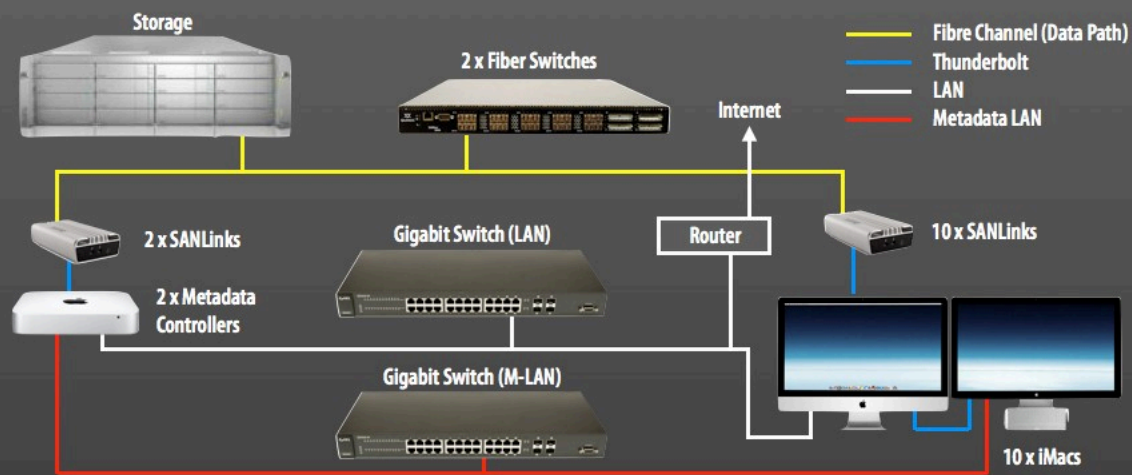 Storage
2 x Fiber Switches
Fibre Channel (Data Path)
Thunderbolt
LAN
Metadata LAN
Internet
2 x SANLinks
Gigabit Switch (LAN)
Router
10 x SANLinks
2 x Metadata
Controllers
Gigabit Switch (M-LAN)
10 x iMacs